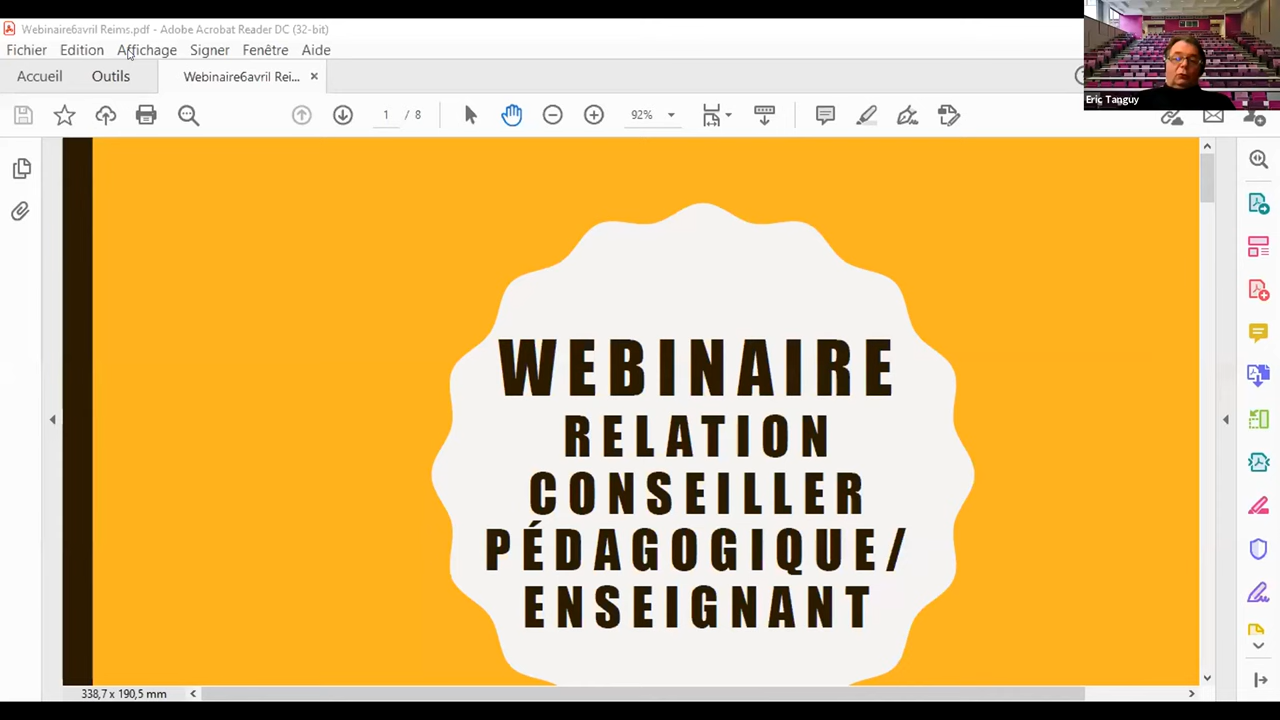 Webinaire6avril Reims.pdf - Adobe Acrobat Reader DC (32-bit)
Fichier Edition Affichage Signer Fenêtre Aide
Accueil Outils Webinaire6avril Rei... ×
1 / 8 92%
Eric Tanguy
WEBINAIRE
RELATION
CONSEILLER
PÉDAGOGIQUE/
ENSEIGNANT
338,7 x 190,5 mm